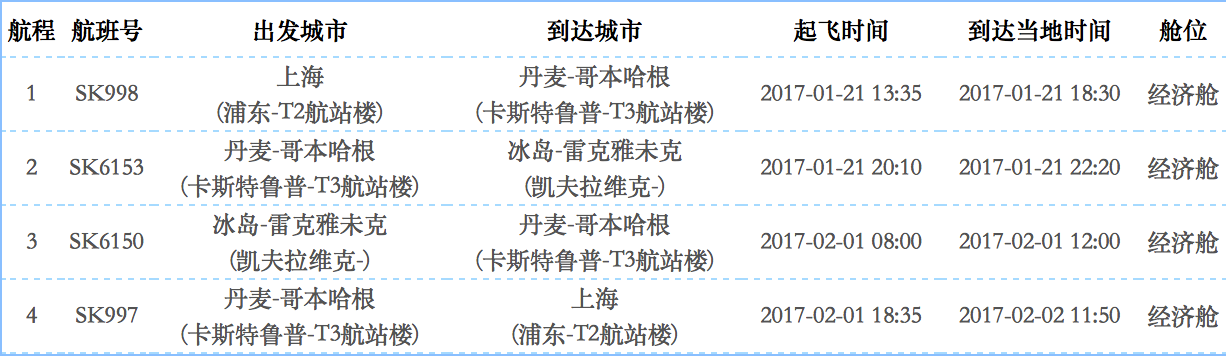 航程 航班号 出发城市 到达城市 起飞时间 到达当地时间 舱位
1 SK998 上海 丹麦-哥本哈根 2017-01-21 13:35 2017-01-21 18:30 经济舱
(浦东-T2航站楼) (卡斯特鲁普-T3航站楼)
2 SK6153 丹麦-哥本哈根 冰岛-雷克雅未克 2017-01-21 20:10 2017-01-21 22:20 经济舱
(卡斯特鲁普-T3航站楼) (凯夫拉维克-)
3 SK6150 冰岛-雷克雅未克 丹麦-哥本哈根 2017-02-01 08:00 2017-02-01 12:00 经济舱
(凯夫拉维克-) (卡斯特鲁普-T3航站楼)
4 SK997 丹麦-哥本哈根 上海 2017-02-01 18:35 2017-02-02 11:50 经济舱
(卡斯特鲁普-T3航站楼) (浦东-T2航站楼)